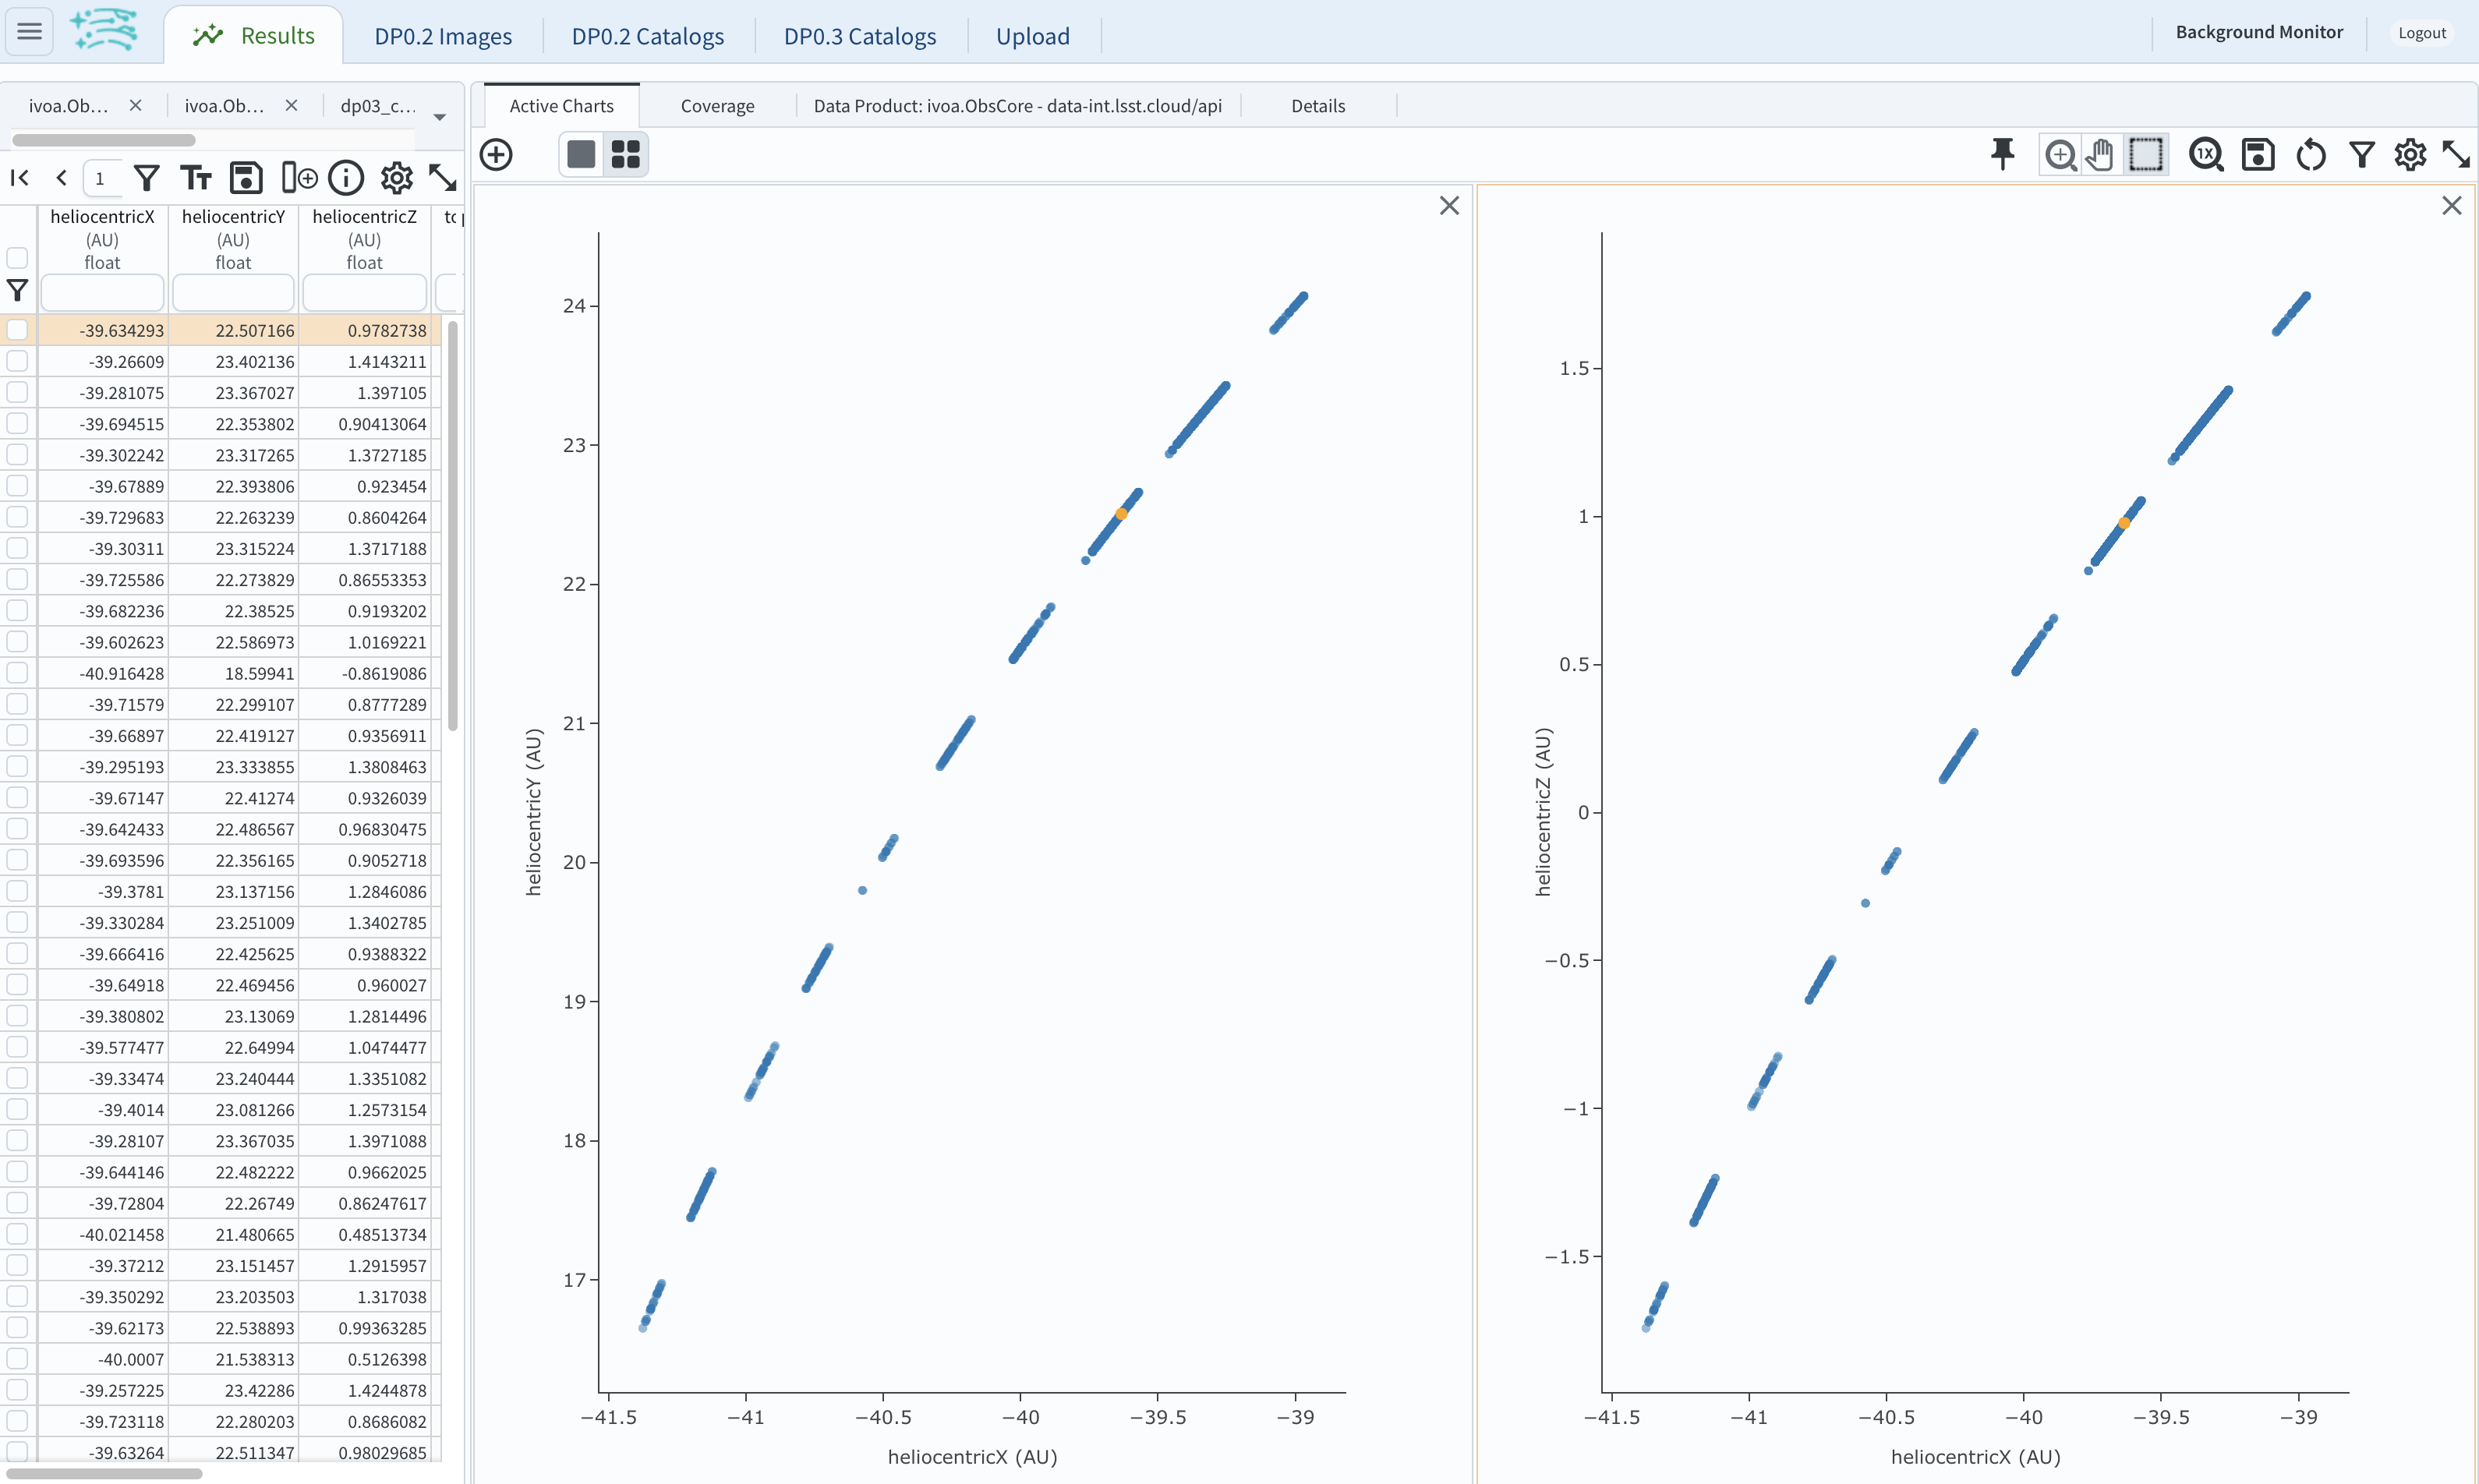 Results DP0.2 Images DP0.2 Catalogs DP0.3 Catalogs Upload Background Monitor Logout
ivoa.Ob... ivoa.Ob... dp03_c...
Active Charts Coverage Data Product: ivoa.ObsCore - data-int.lsst.cloud/api Details
1
1X
heliocentricX heliocentricY heliocentricZ
(AU) (AU) (AU)
float float float
-39.634293 22.507166 0.9782738
-39.26609 23.402136 1.4143211
-39.281075 23.367027 1.397105
-39.694515 22.353802 0.90413064
-39.302242 23.317265 1.3727185
-39.67889 22.393806 0.923454
-39.729683 22.263239 0.8604264
-39.30311 23.315224 1.3717188
-39.725586 22.273829 0.86553353
-39.682236 22.38525 0.9193202
-39.602623 22.586973 1.0169221
-40.916428 18.59941 -0.8619086
-39.71579 22.299107 0.8777289
-39.66897 22.419127 0.9356911
-39.295193 23.333855 1.3808463
-39.67147 22.41274 0.9326039
-39.642433 22.486567 0.96830475
-39.693596 22.356165 0.9052718
-39.3781 23.137156 1.2846086
-39.330284 23.251009 1.3402785
-39.666416 22.425625 0.9388322
-39.64918 22.469456 0.960027
-39.380802 23.13069 1.2814496
-39.577477 22.64994 1.0474477
-39.33474 23.240444 1.3351082
-39.4014 23.081266 1.2573154
-39.28107 23.367035 1.3971088
-39.644146 22.482222 0.9662025
-39.72804 22.26749 0.86247617
-40.021458 21.480665 0.48513734
-39.37212 23.151457 1.2915957
-39.350292 23.203503 1.317038
-39.62173 22.538893 0.99363285
-40.0007 21.538313 0.5126398
-39.257225 23.42286 1.4244878
-39.723118 22.280203 0.8686082
-39.63264 22.511347 0.98029685
heliocentricY (AU)
24
23
22
21
20
19
18
17
−41.5 −41 −40.5 −40 −39.5 −39
heliocentricX (AU)
heliocentricZ (AU)
1.5
1
0.5
0
−0.5
−1
−1.5
−41.5 −41 −40.5 −40 −39.5 −39
heliocentricX (AU)